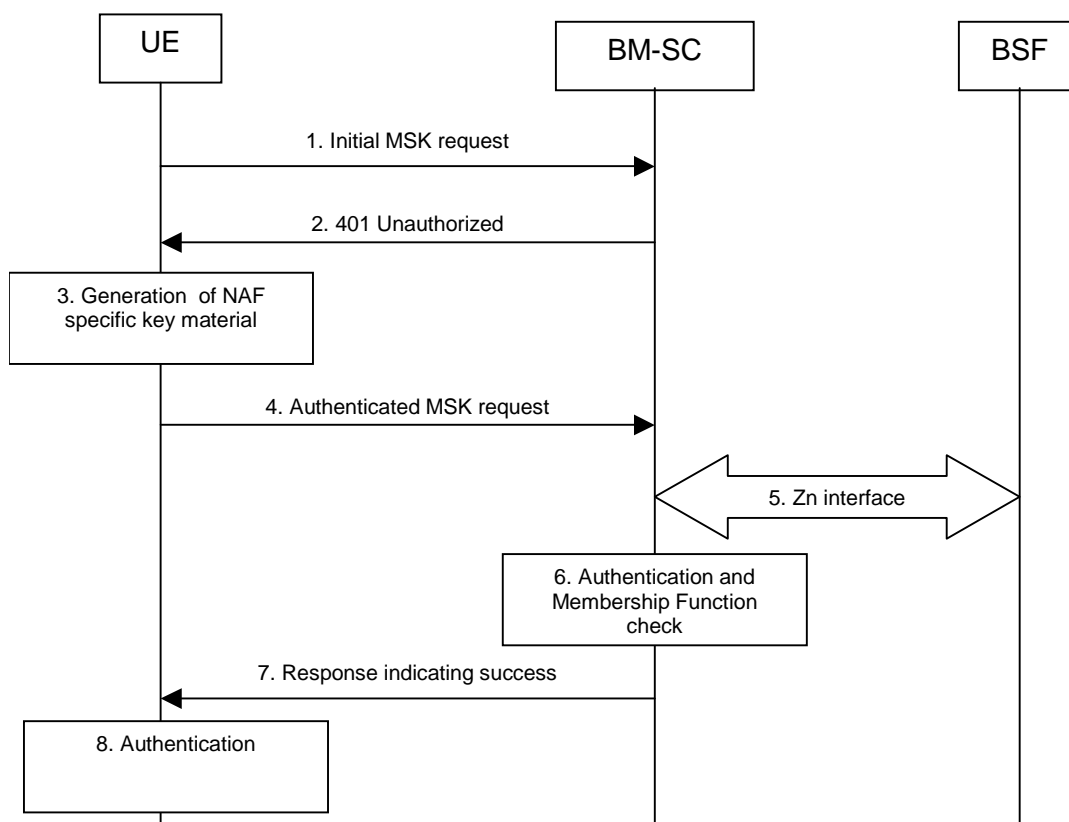 UE
BM-SC
BSF
1. Initial MSK request
2. 401 Unauthorized
3. Generation of NAF
specific key material
4. Authenticated MSK request
5. Zn interface
6. Authentication and
Membership Function
check
7. Response indicating success
8. Authentication